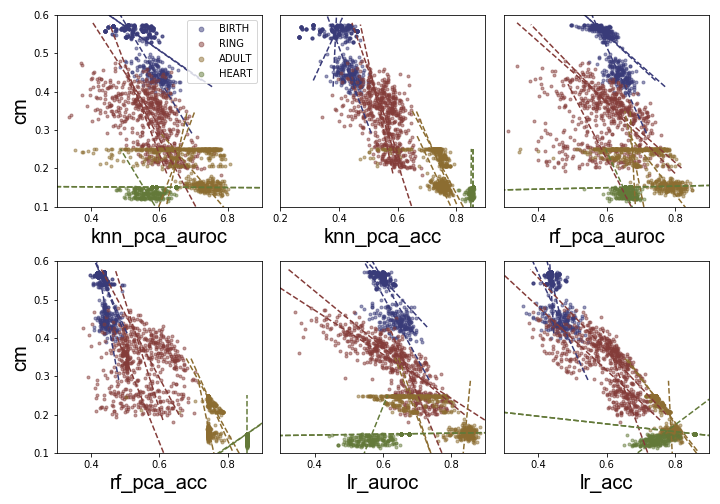 0.6
0.5
0.4
0.3
0.2
0.1
cm
BIRTH
RING
ADULT
HEART
0.4 0.6 0.8
knn_pca_auroc
0.2 0.4 0.6 0.8
knn_pca_acc
0.4 0.6 0.8
rf_pca_auroc
0.6
0.5
0.4
0.3
0.2
0.1
cm
0.4 0.6 0.8
rf_pca_acc
0.4 0.6 0.8
lr_auroc
0.4 0.6 0.8
lr_acc